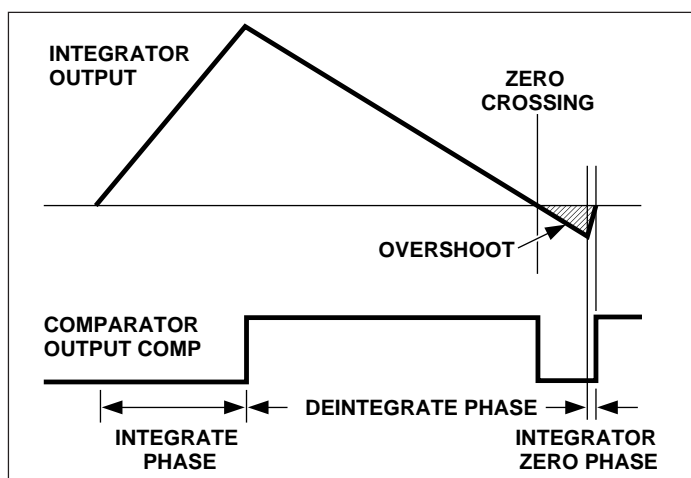 INTEGRATOR
OUTPUT
ZERO
CROSSING
OVERSHOOT
COMPARATOR
OUTPUT COMP
DEINTEGRATE PHASE
INTEGRATE
PHASE
INTEGRATOR
ZERO PHASE